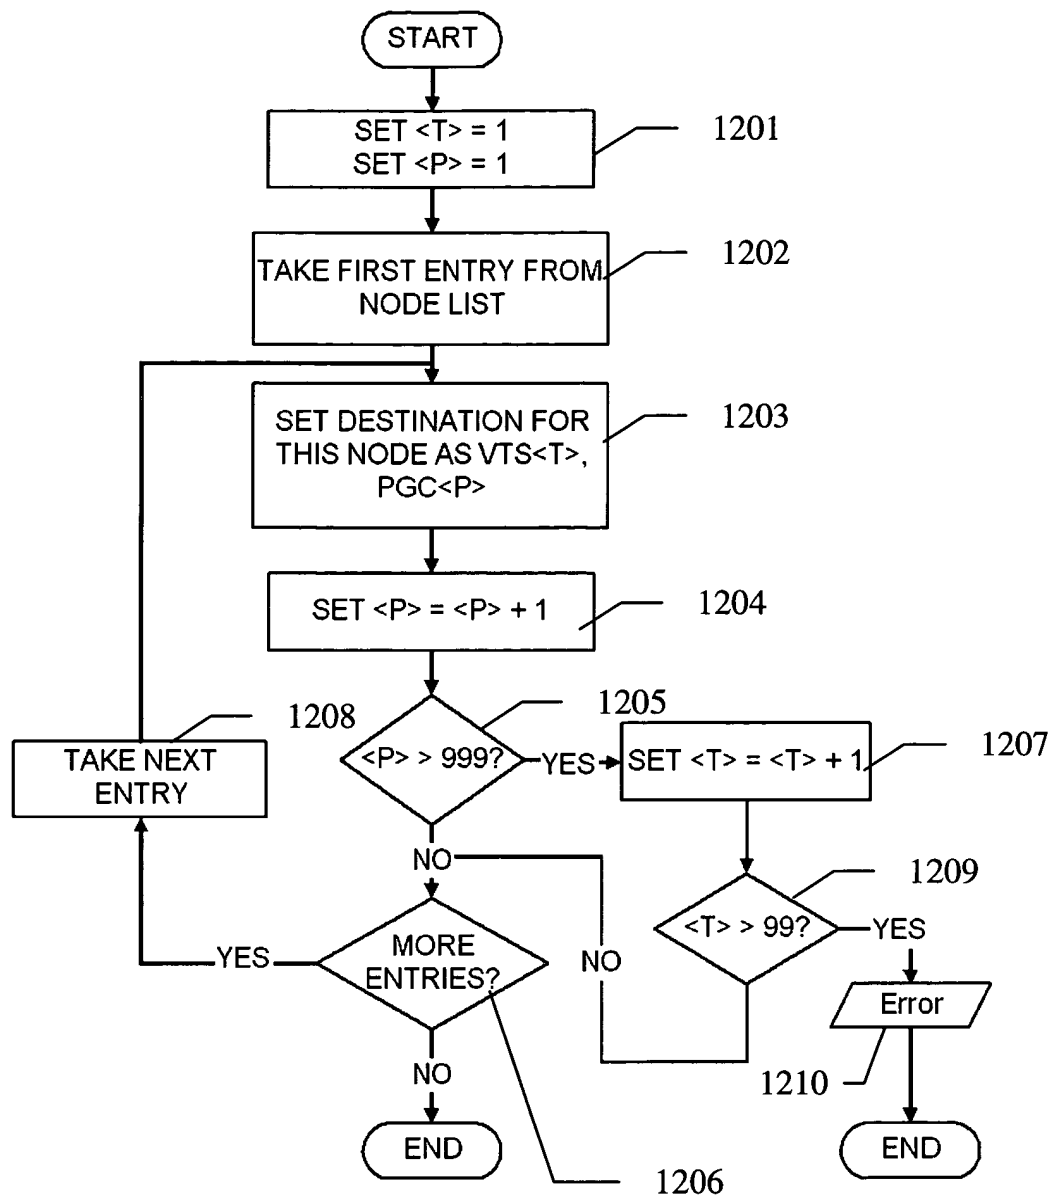 START
SET <T> = 1
SET <P> = 1
1201
TAKE FIRST ENTRY FROM
NODE LIST
1202
SET DESTINATION FOR
THIS NODE AS VTS<T>,
PGC<P>
1203
SET <P> = <P> + 1
1204
<P> > 999?
1205
YES
SET <T> = <T> + 1
1207
TAKE NEXT
ENTRY
1208
NO
<T> > 99?
1209
YES
NO
MORE
ENTRIES?
YES
Error
1210
NO
END
END
1206